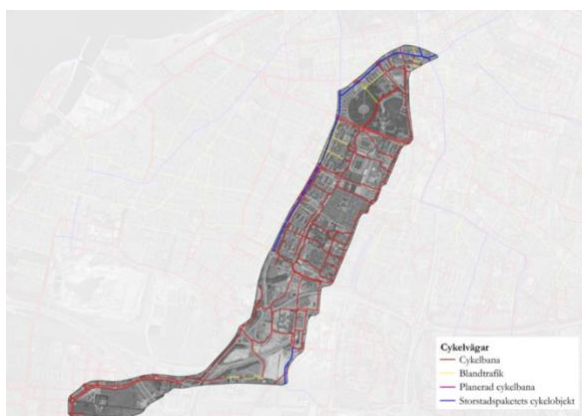 Cykelvägar
Cykelbana
Blandtrafik
Planerad cykelbana
Storstadspaketets cykelobjekt